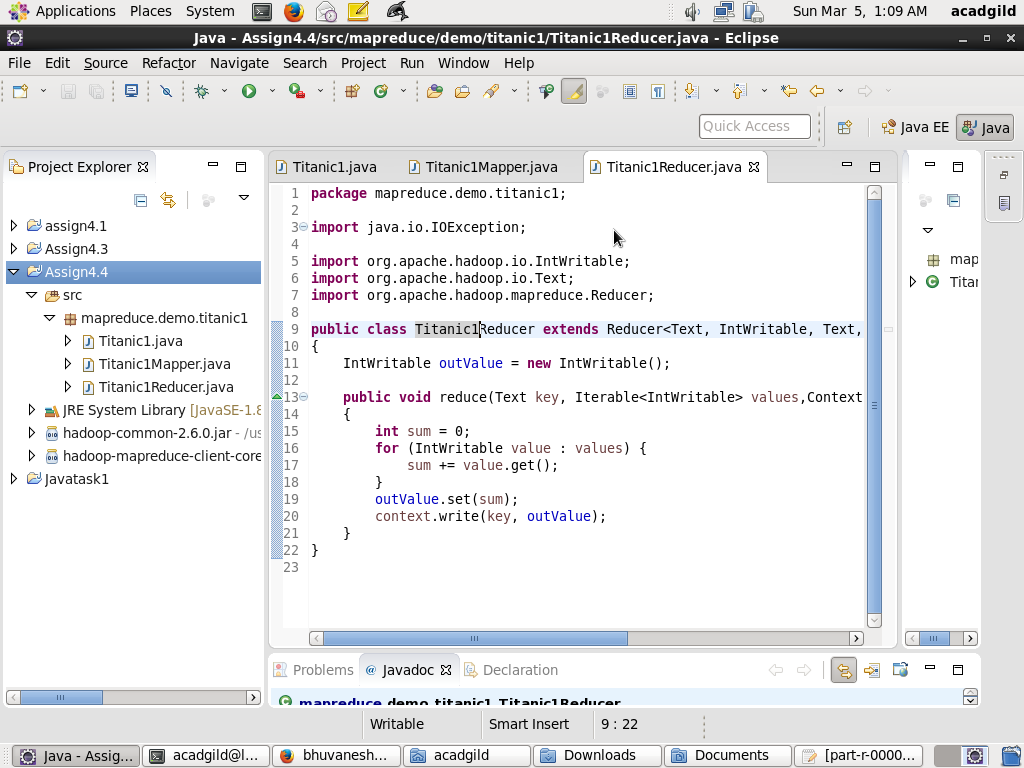 Applications Places System Sun Mar 5, 1:09 AM acadgild
Java - Assign4.4/src/mapreduce/demo/titanic1/Titanic1Reducer.java - Eclipse
File Edit Source Refactor Navigate Search Project Run Window Help
Quick Access Java EE Java
Project Explorer
assign4.1
Assign4.3
Assign4.4
src
mapreduce.demo.titanic1
Titanic1.java
Titanic1Mapper.java
Titanic1Reducer.java
JRE System Library [JavaSE-1.8
hadoop-common-2.6.0.jar - /us
hadoop-mapreduce-client-core
Javatask1
Titanic1.java Titanic1Mapper.java Titanic1Reducer.java
1 package mapreduce.demo.titanic1;
2
3 import java.io.IOException;
4
5 import org.apache.hadoop.io.IntWritable;
6 import org.apache.hadoop.io.Text;
7 import org.apache.hadoop.mapreduce.Reducer;
8
9 public class Titanic1Reducer extends Reducer<Text, IntWritable, Text,
10 {
11 IntWritable outValue = new IntWritable();
12
13 public void reduce(Text key, Iterable<IntWritable> values,Context
14 {
15 int sum = 0;
16 for (IntWritable value : values) {
17 sum += value.get();
18 }
19 outValue.set(sum);
20 context.write(key, outValue);
21 }
22 }
23
map
Titar
Problems @ Javadoc Declaration
mapreduce.demo.titanic1.Titanic1Reducer
Writable Smart Insert 9 : 22
Java - Assig... acadgild@l... bhuvanesh... acadgild Downloads Documents [part-r-0000...